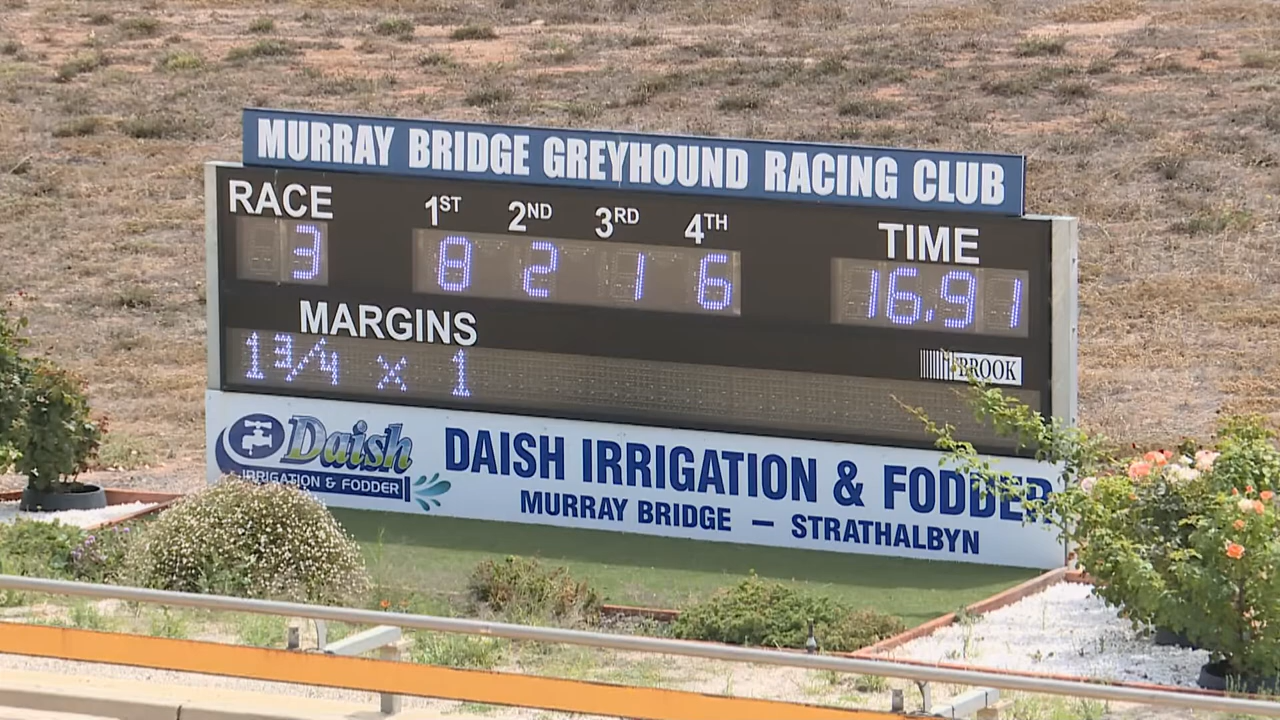 MURRAY BRIDGE GREYHOUND RACING CLUB
RACE 1ST 2ND 3RD 4TH TIME
3 8 2 1 6 16.91
MARGINS
1 3/4 x 1
BROOK
Daish
IRRIGATION & FODDER
DAISH IRRIGATION & FODDER
MURRAY BRIDGE – STRATHALBYN